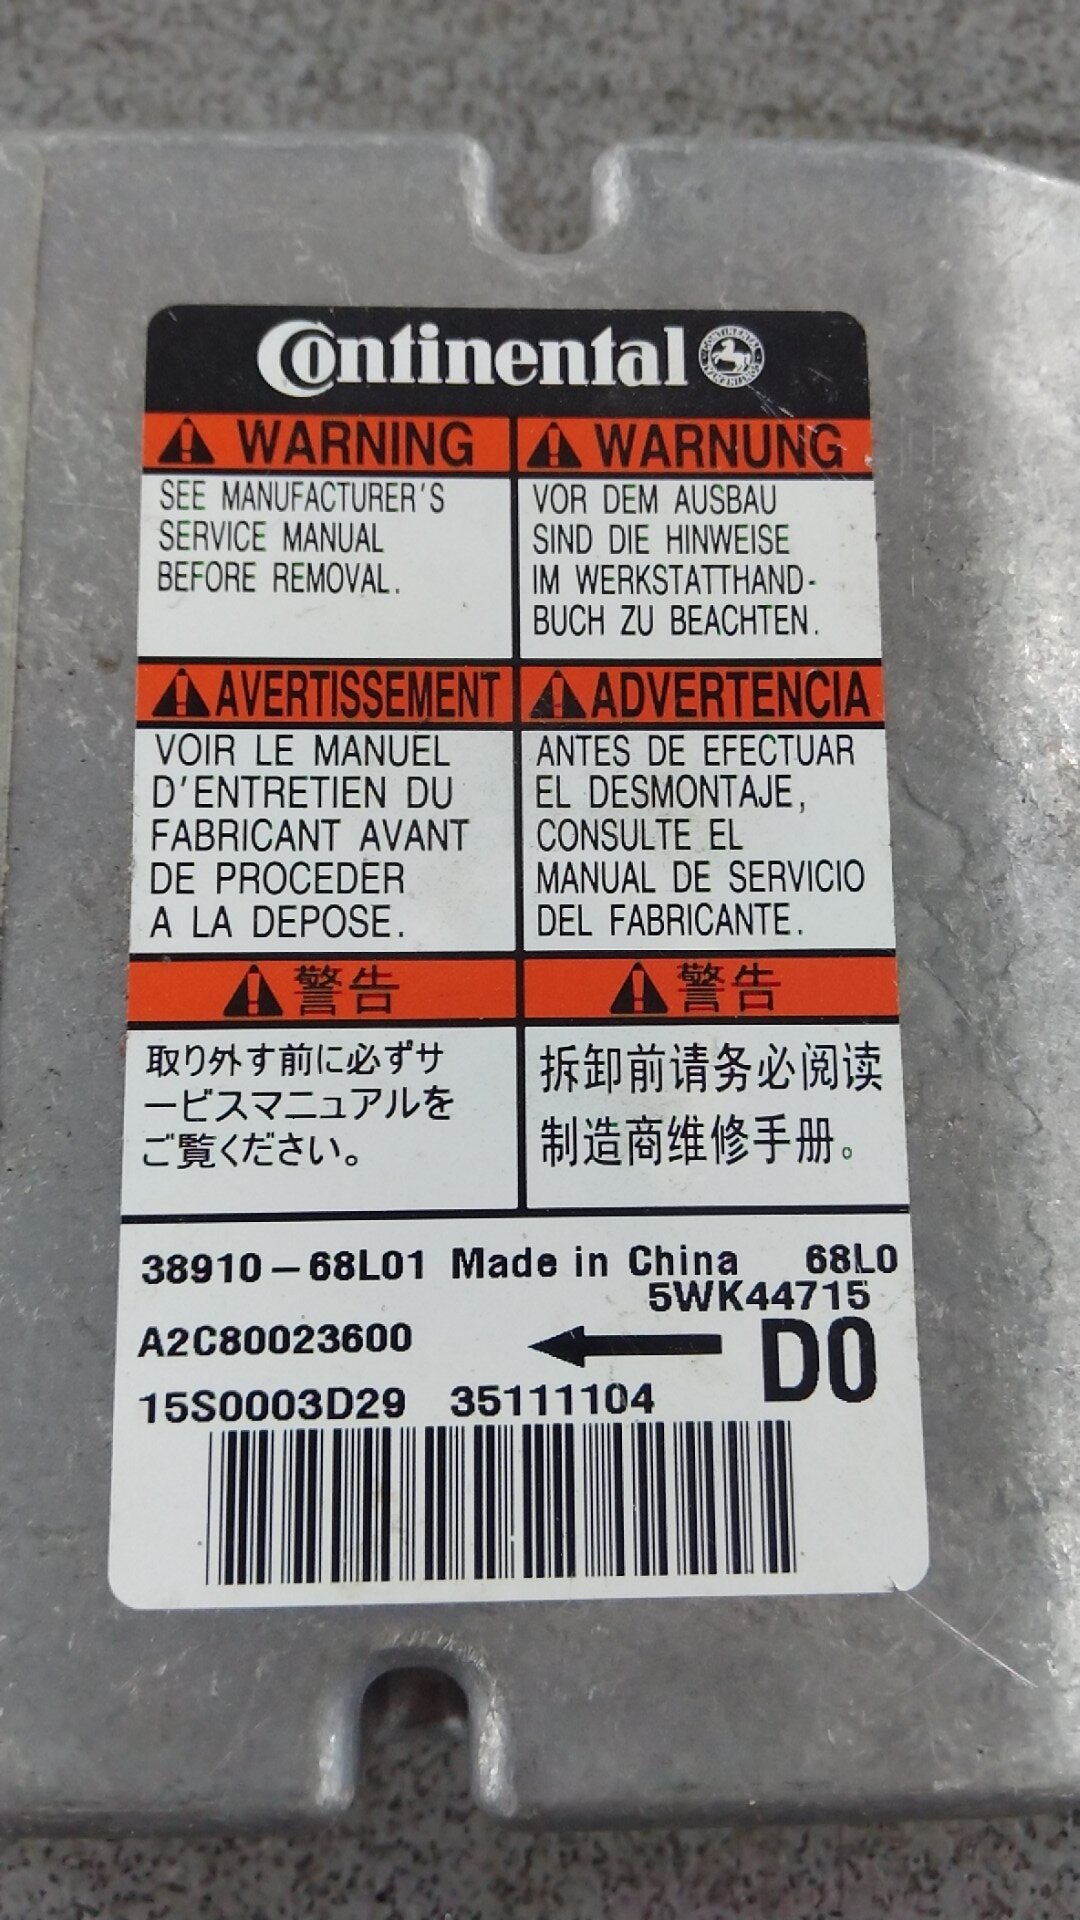 Continental
WARNING
SEE MANUFACTURER'S
SERVICE MANUAL
BEFORE REMOVAL.
WARNUNG
VOR DEM AUSBAU
SIND DIE HINWEISE
IM WERKSTATTHAND-
BUCH ZU BEACHTEN.
AVERTISSEMENT
VOIR LE MANUEL
D'ENTRETIEN DU
FABRICANT AVANT
DE PROCEDER
A LA DEPOSE.
ADVERTENCIA
ANTES DE EFECTUAR
EL DESMONTAJE,
CONSULTE EL
MANUAL DE SERVICIO
DEL FABRICANTE.
警告
取り外す前に必ずサ
ービスマニュアルを
ご覧ください。
警告
拆卸前请务必阅读
制造商维修手册。
38910-68L01 Made in China 68L0
5WK44715
A2C80023600
D0
15S0003D29 35111104